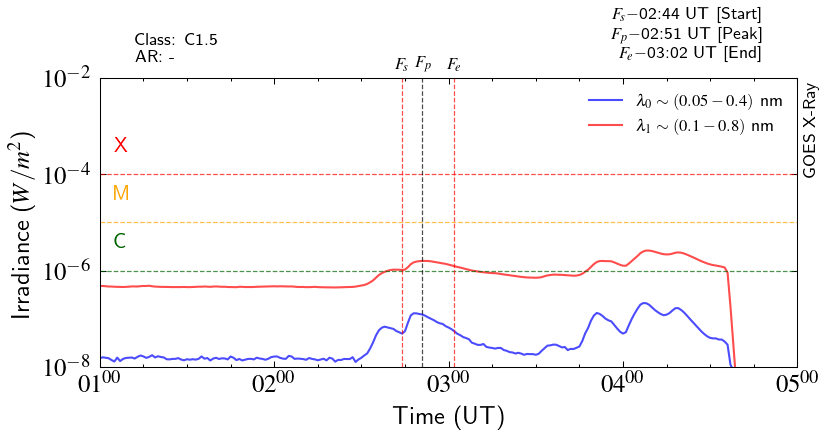 Fₛ−02:44 UT [Start]
Class: C1.5
Fₚ−02:51 UT [Peak]
AR: -
Fₑ−03:02 UT [End]
Fₛ Fₚ Fₑ
10⁻²
λ₀ ∼ (0.05 − 0.4) nm
λ₁ ∼ (0.1 − 0.8) nm
GOES X-Ray
X
10⁻⁴
M
C
10⁻⁶
10⁻⁸
Irradiance (W/m²)
01⁰⁰ 02⁰⁰ 03⁰⁰ 04⁰⁰ 05⁰⁰
Time (UT)